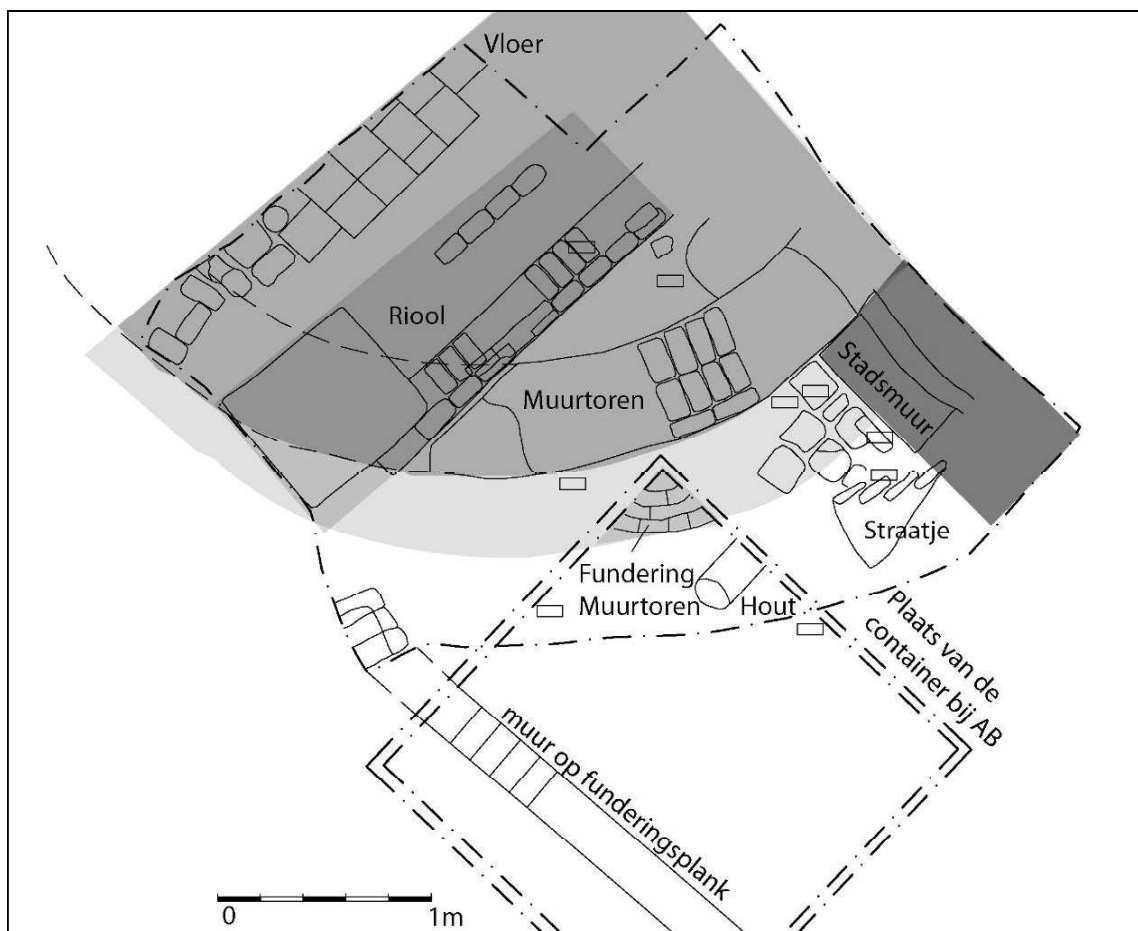 Vloer
Riool
Muurtoren
Stadsmuur
Straatje
Fundering
Muurtoren
Hout
Plaats van de
container bij AB
muur op funderingsplank
0
1m